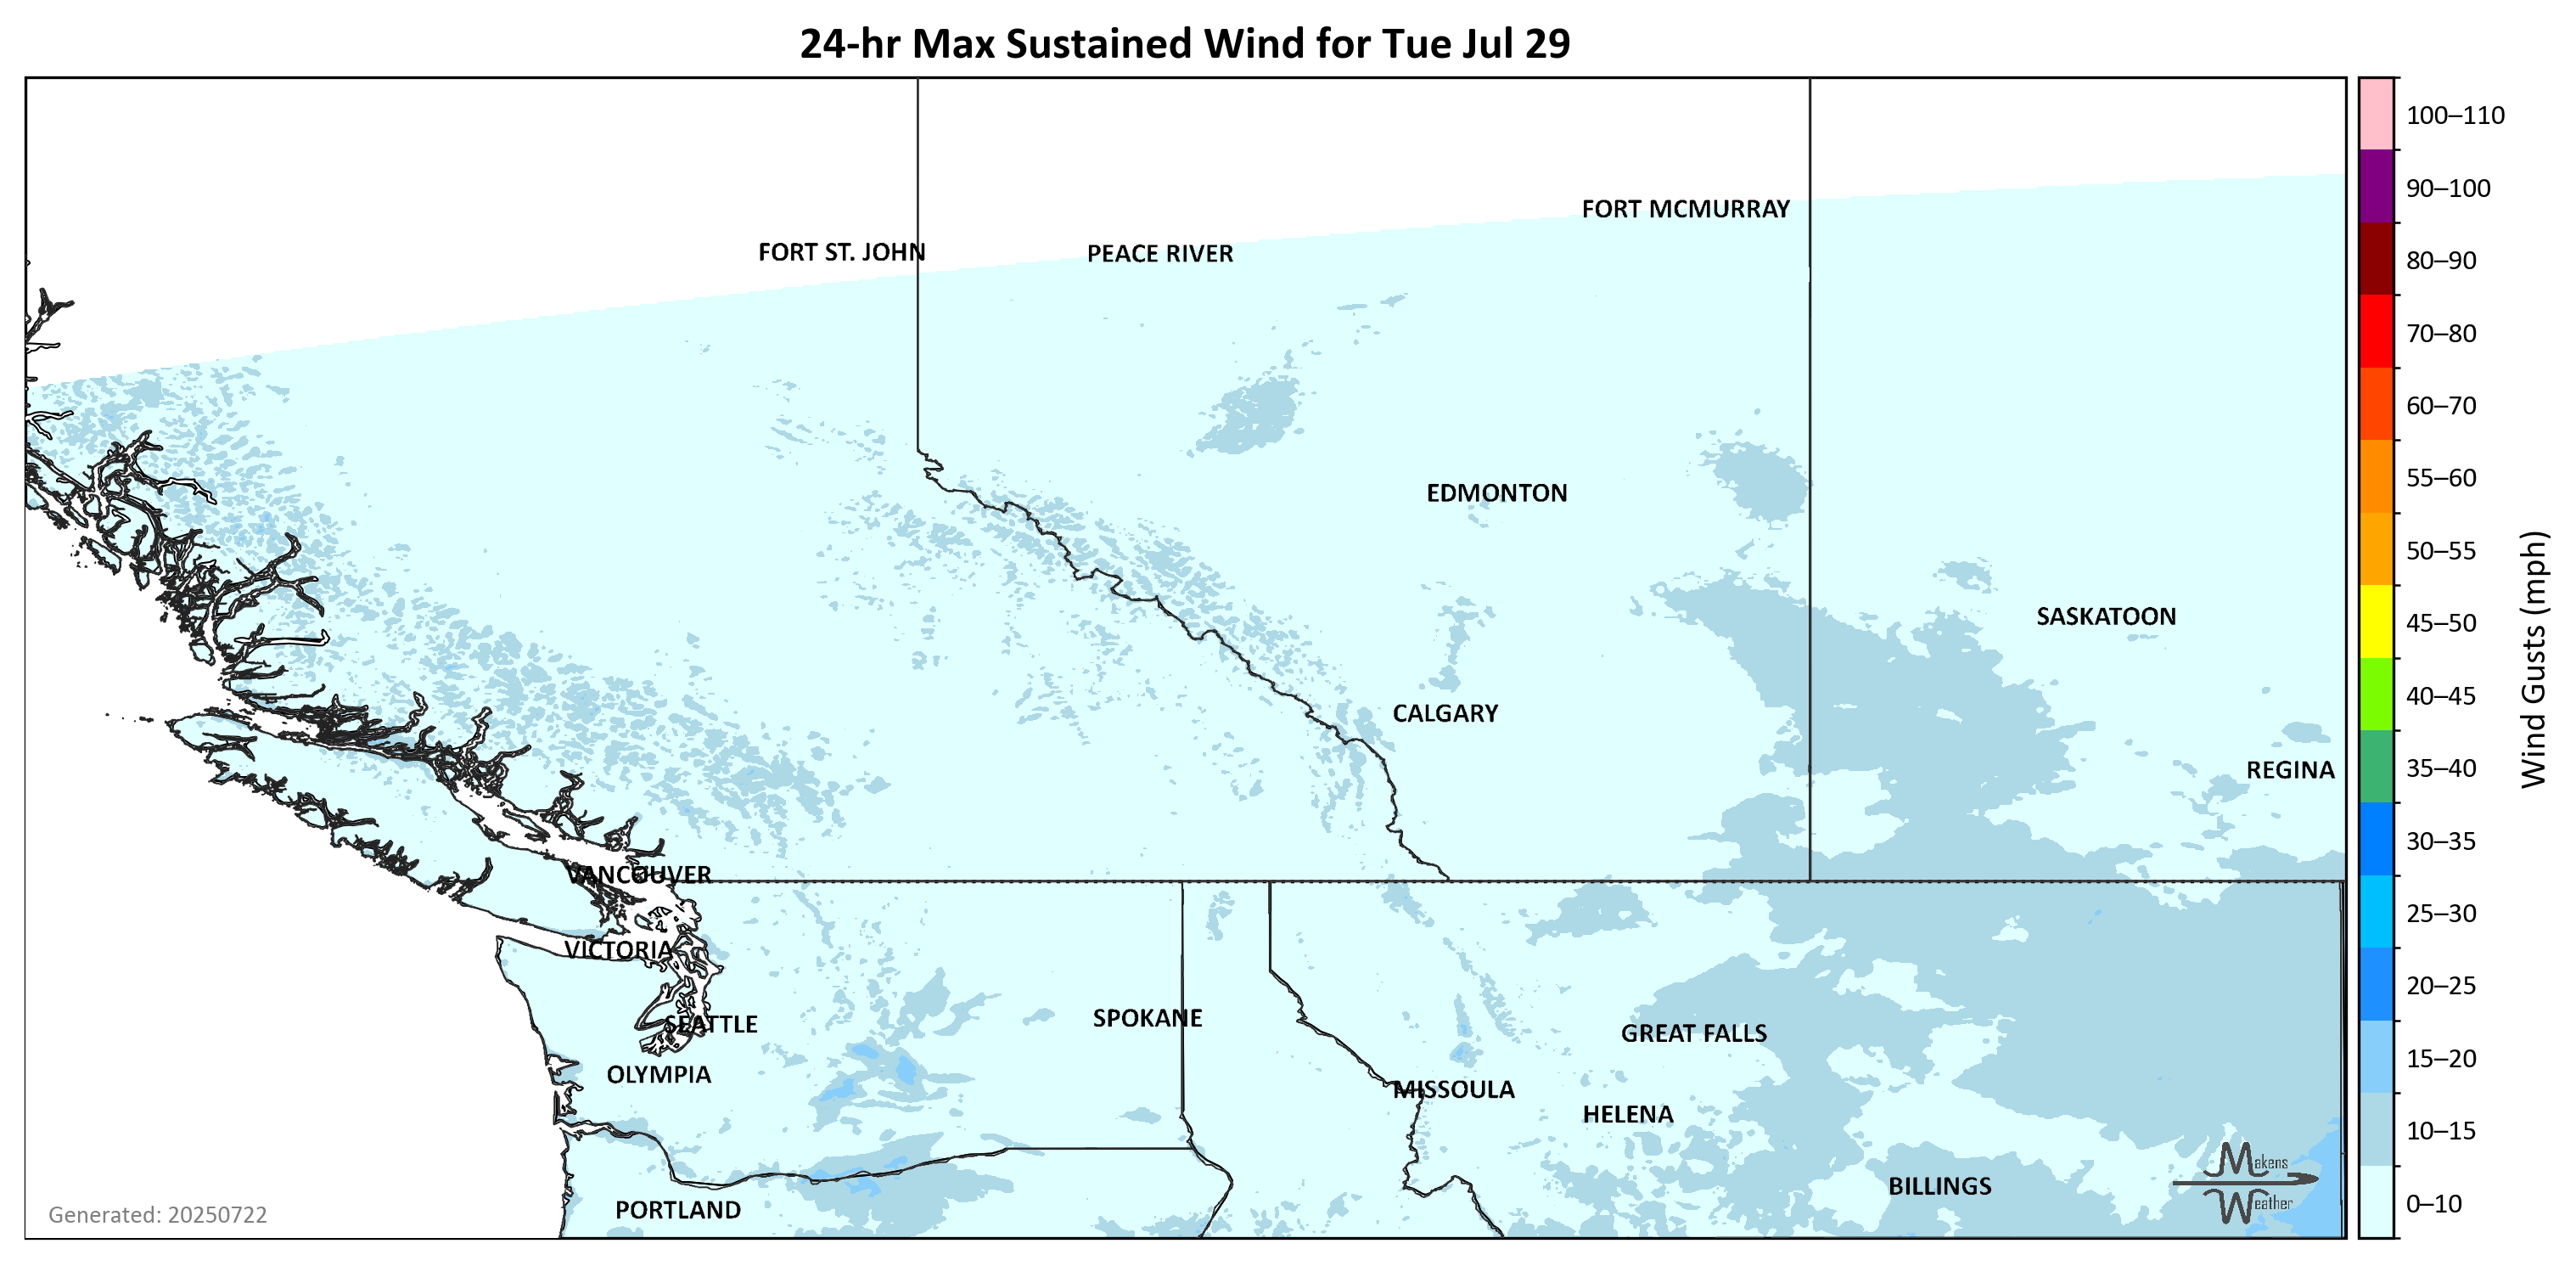 24-hr Max Sustained Wind for Tue Jul 29
100–110
90–100
80–90
70–80
60–70
55–60
50–55
45–50
40–45
35–40
30–35
25–30
20–25
15–20
10–15
0–10
Wind Gusts (mph)
FORT MCMURRAY
FORT ST. JOHN
PEACE RIVER
EDMONTON
SASKATOON
CALGARY
REGINA
VANCOUVER
VICTORIA
SPOKANE
SEATTLE
GREAT FALLS
OLYMPIA
MISSOULA
HELENA
BILLINGS
PORTLAND
Makens
Weather
Generated: 20250722